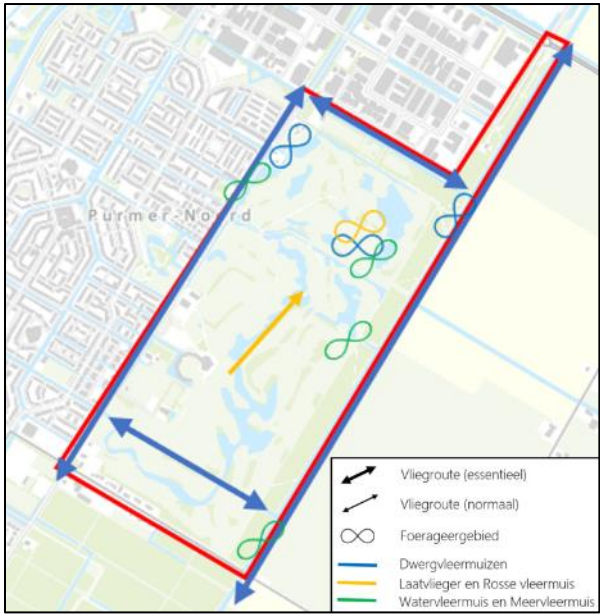 Purmer-Noord
Vliegroute (essentieel)
Vliegroute (normaal)
Foerageergebied
Dwergvleermuizen
Laatvlieger en Rosse vleermuis
Watervleermuis en Meervleermuis